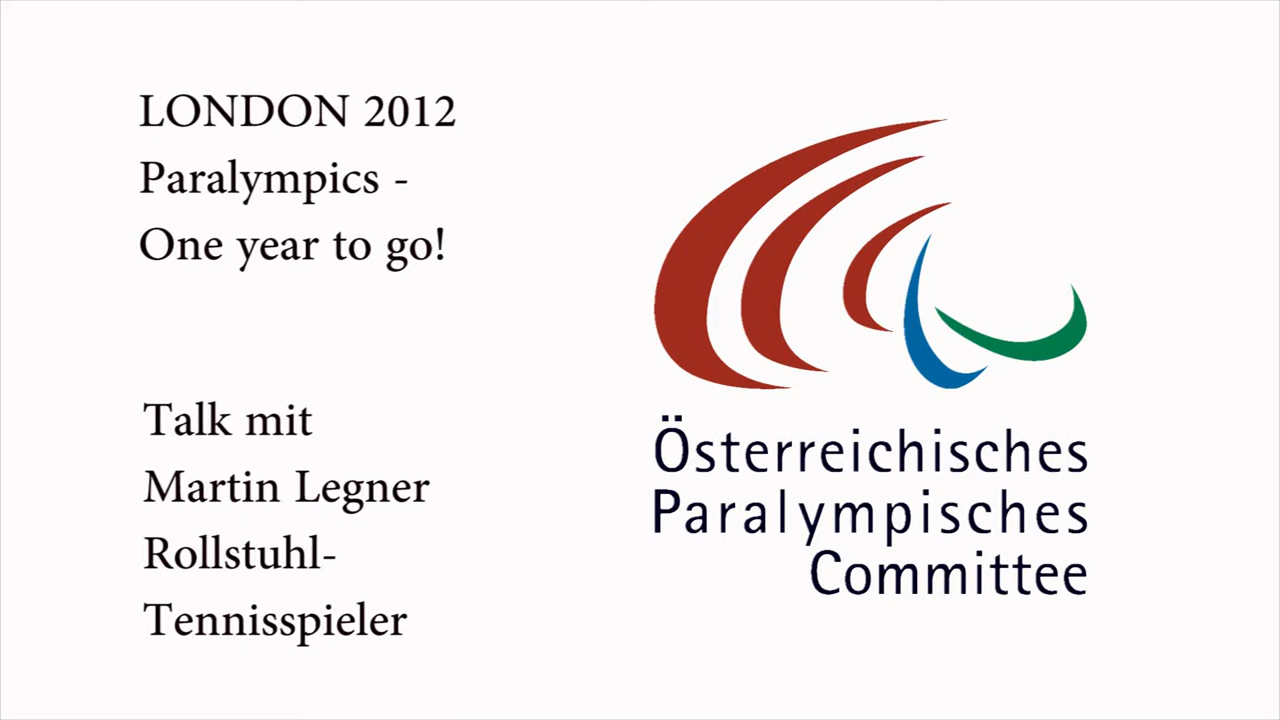 LONDON 2012
Paralympics -
One year to go!
Talk mit
Martin Legner
Rollstuhl-
Tennisspieler
Österreichisches
Paralympisches
Committee